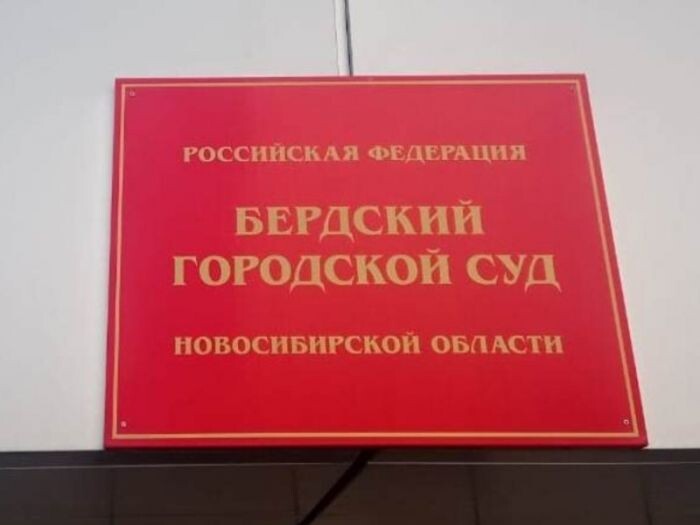 РОССИЙСКАЯ ФЕДЕРАЦИЯ
БЕРДСКИЙ
ГОРОДСКОЙ СУД
НОВОСИБИРСКОЙ ОБЛАСТИ